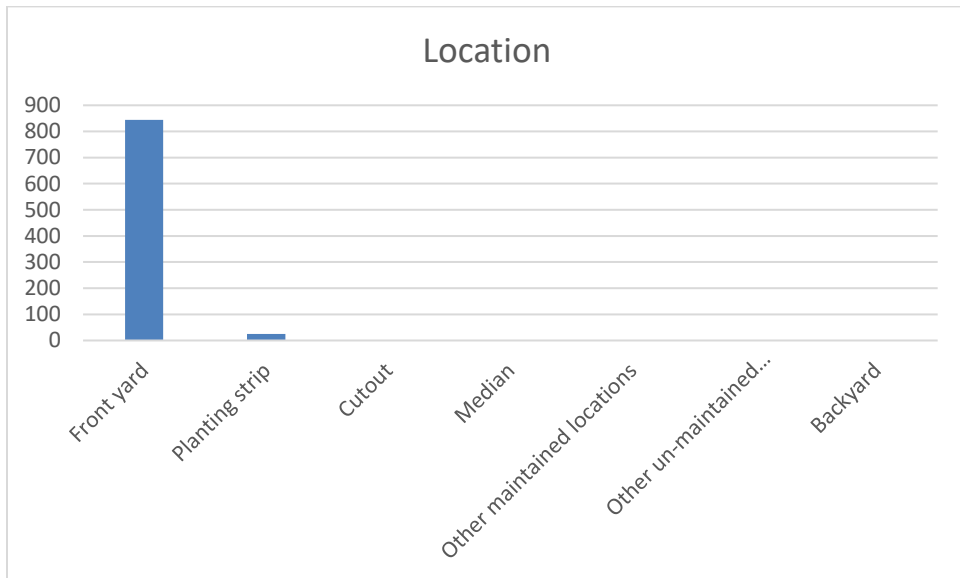 Location
900
800
700
600
500
400
300
200
100
0
Front yard
Planting strip
Cutout
Median
Other maintained locations
Other un-maintained...
Backyard